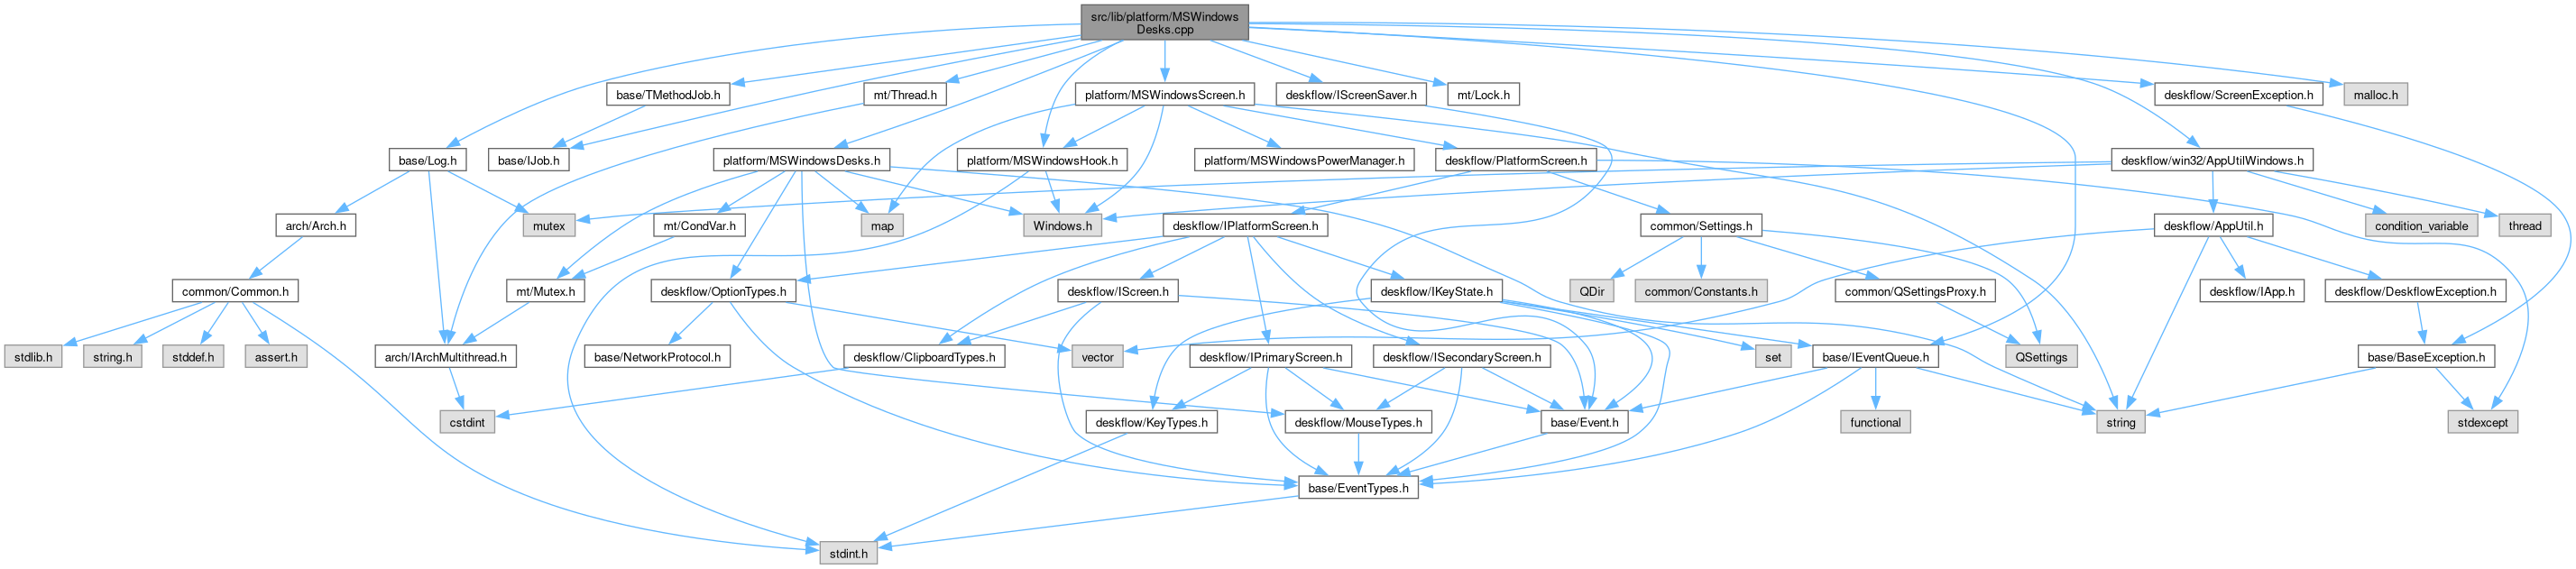 src/lib/platform/MSWindows
Desks.cpp
base/TMethodJob.h
mt/Thread.h
platform/MSWindowsScreen.h
deskflow/IScreenSaver.h
mt/Lock.h
deskflow/ScreenException.h
malloc.h
base/Log.h
base/IJob.h
platform/MSWindowsDesks.h
platform/MSWindowsHook.h
platform/MSWindowsPowerManager.h
deskflow/PlatformScreen.h
deskflow/win32/AppUtilWindows.h
arch/Arch.h
mutex
mt/CondVar.h
map
Windows.h
deskflow/IPlatformScreen.h
common/Settings.h
deskflow/AppUtil.h
condition_variable
thread
common/Common.h
mt/Mutex.h
deskflow/OptionTypes.h
deskflow/IScreen.h
deskflow/IKeyState.h
QDir
common/Constants.h
common/QSettingsProxy.h
deskflow/IApp.h
deskflow/DeskflowException.h
stdlib.h
string.h
stddef.h
assert.h
arch/IArchMultithread.h
base/NetworkProtocol.h
deskflow/ClipboardTypes.h
vector
deskflow/IPrimaryScreen.h
deskflow/ISecondaryScreen.h
set
base/IEventQueue.h
QSettings
base/BaseException.h
cstdint
deskflow/KeyTypes.h
deskflow/MouseTypes.h
base/Event.h
functional
string
stdexcept
base/EventTypes.h
stdint.h